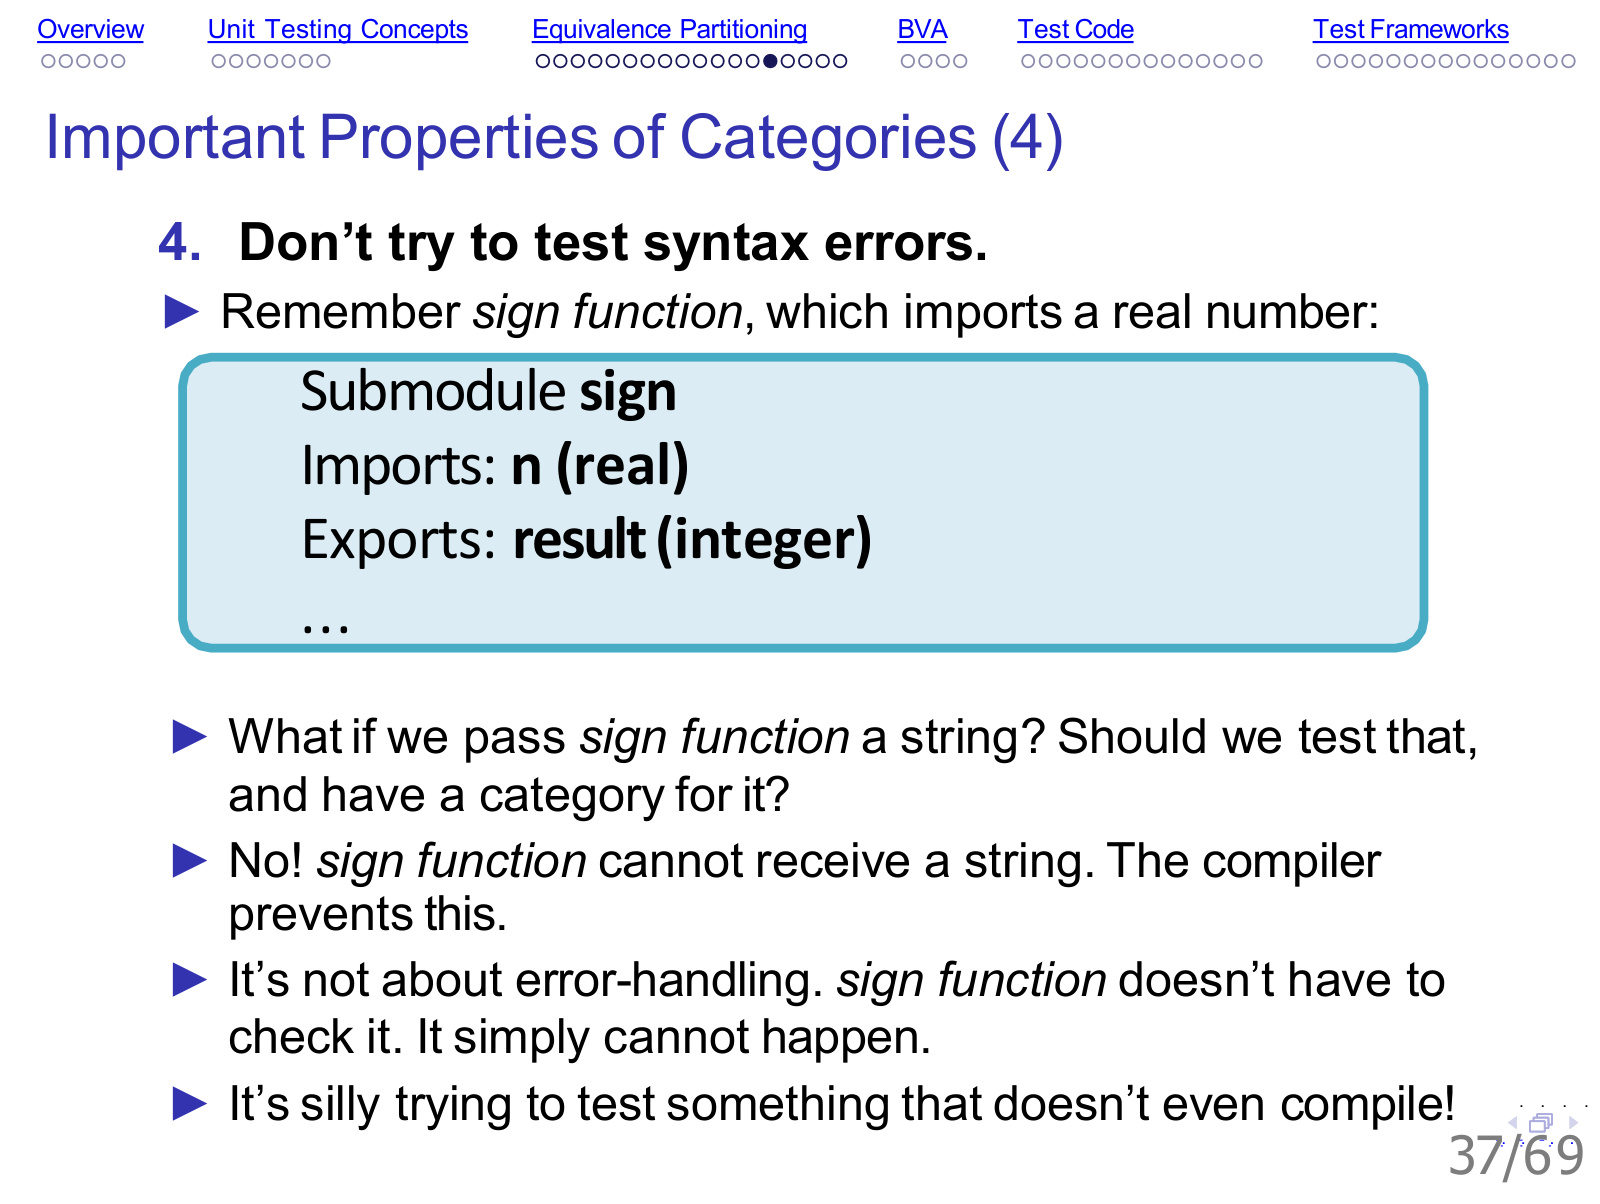 Overview Unit Testing Concepts Equivalence Partitioning BVA Test Code Test Frameworks
Important Properties of Categories (4)
4. Don’t try to test syntax errors.
► Remember sign function, which imports a real number:
Submodule sign
Imports: n (real)
Exports: result (integer)
…
► What if we pass sign function a string? Should we test that,
and have a category for it?
► No! sign function cannot receive a string. The compiler
prevents this.
► It’s not about error-handling. sign function doesn’t have to
check it. It simply cannot happen.
► It’s silly trying to test something that doesn’t even compile!
37/69